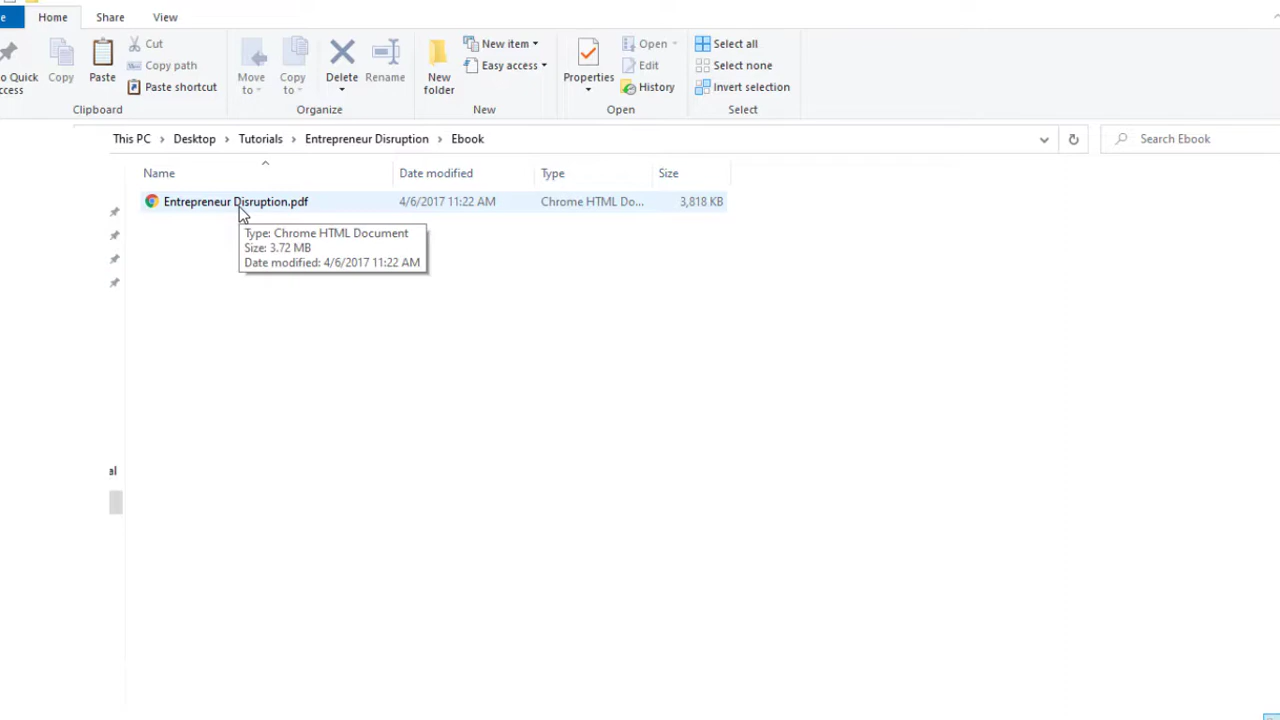 e Home Share View
o Quick
ccess
Copy
Paste
Cut
Copy path
Paste shortcut
Clipboard
Move
to
Copy
to
Delete
Rename
Organize
New
folder
New item
Easy access
New
Properties
Open
Edit
History
Open
Select all
Select none
Invert selection
Select
This PC Desktop Tutorials Entrepreneur Disruption Ebook Search Ebook
Name Date modified Type Size
Entrepreneur Disruption.pdf 4/6/2017 11:22 AM Chrome HTML Do... 3,818 KB
Type: Chrome HTML Document
Size: 3.72 MB
Date modified: 4/6/2017 11:22 AM
al